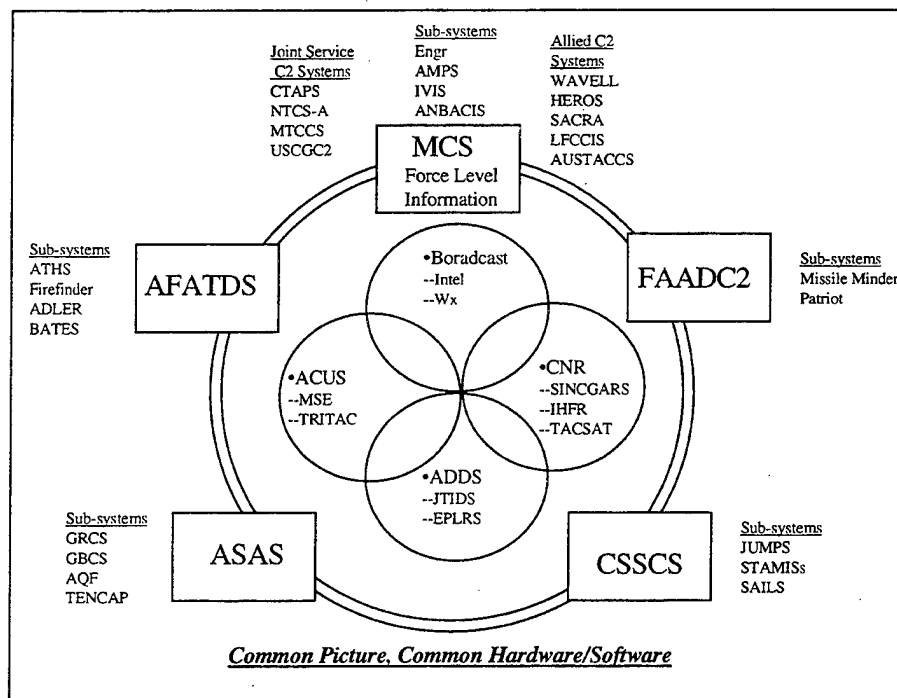 Joint Service
C2 Systems
CTAPS
NTCS-A
MTCCS
USCGC2
Sub-systems
Engr
AMPS
IVIS
ANBACIS
Allied C2
Systems
WAVELL
HEROS
SACRA
LFCCIS
AUSTACCS
MCS
Force Level
Information
Sub-systems
ATHS
Firefinder
ADLER
BATES
AFATDS
FAADC2
Sub-systems
Missile Minder
Patriot
•Boradcast
--Intel
--Wx
•ACUS
--MSE
--TRITAC
•CNR
--SINCGARS
--IHFR
--TACSAT
•ADDS
--JTIDS
--EPLRS
Sub-systems
GRCS
GBCS
AQF
TENCAP
ASAS
CSSCS
Sub-systems
JUMPS
STAMISs
SAILS
Common Picture, Common Hardware/Software